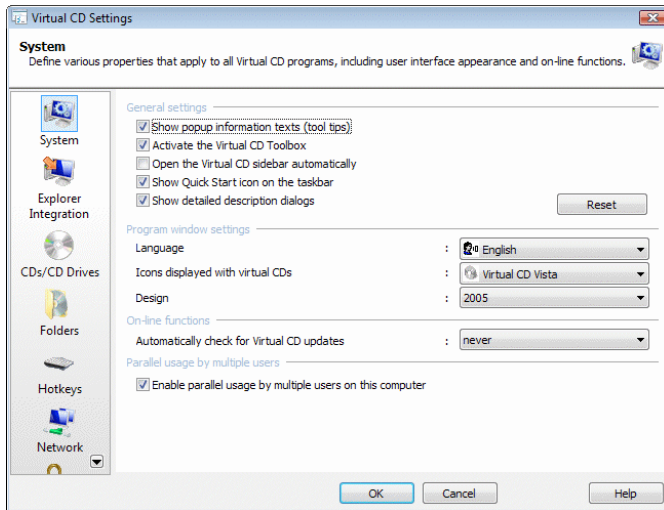 Virtual CD Settings
System
Define various properties that apply to all Virtual CD programs, including user interface appearance and on-line functions.
System
Explorer
Integration
CDs/CD Drives
Folders
Hotkeys
Network
General settings
Show popup information texts (tool tips)
Activate the Virtual CD Toolbox
Open the Virtual CD sidebar automatically
Show Quick Start icon on the taskbar
Show detailed description dialogs
Reset
Program window settings
Language : English
Icons displayed with virtual CDs : Virtual CD Vista
Design : 2005
On-line functions
Automatically check for Virtual CD updates : never
Parallel usage by multiple users
Enable parallel usage by multiple users on this computer
OK Cancel Help